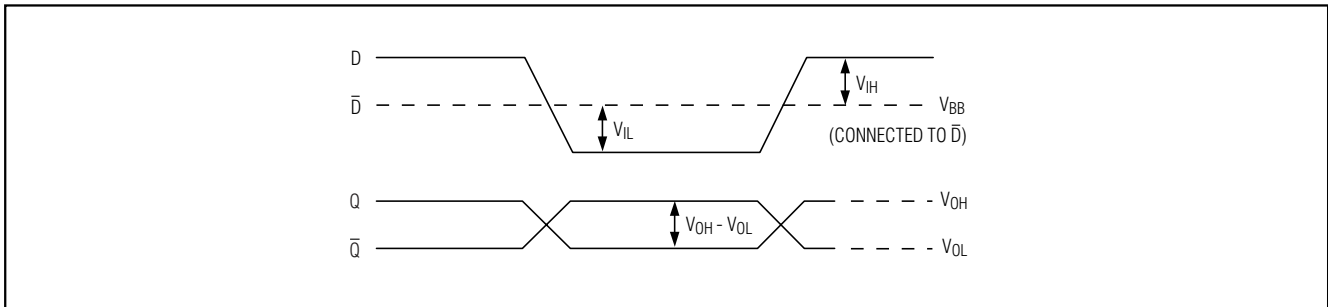 D
V_IH
D̅
V_BB
V_IL
(CONNECTED TO D̅)
Q
V_OH
V_OH - V_OL
Q̅
V_OL